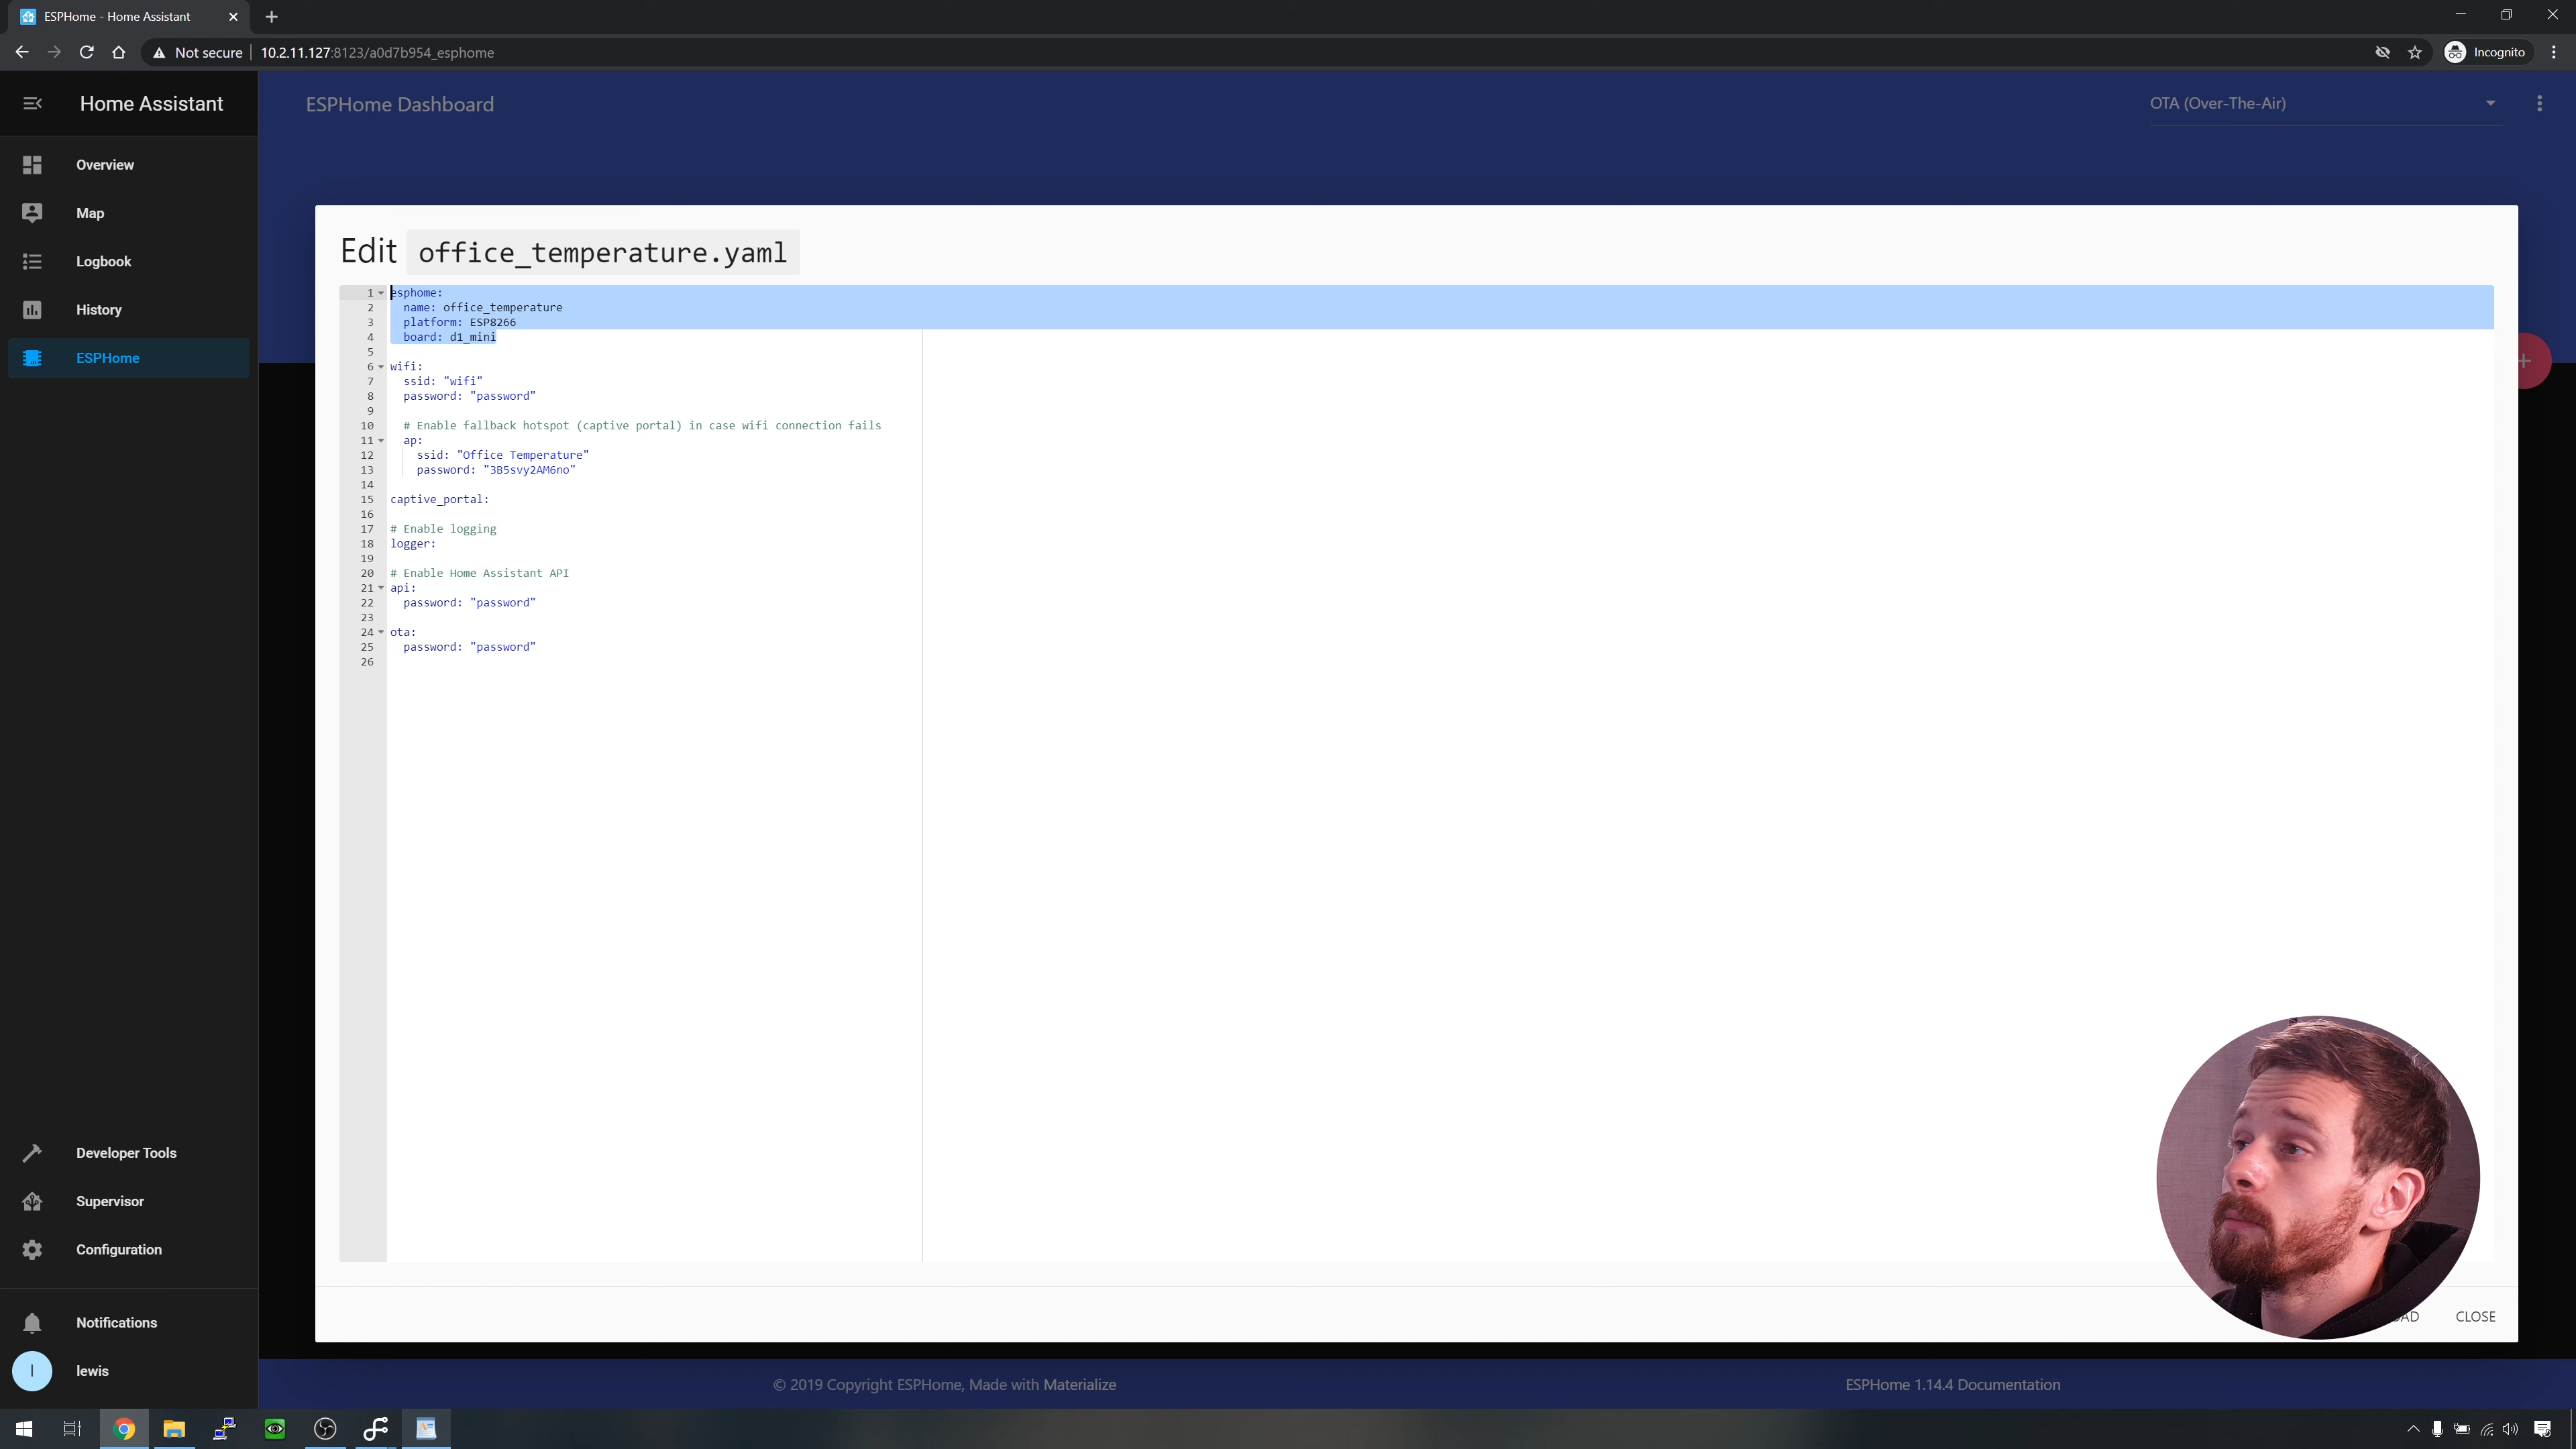 ESPHome - Home Assistant
Not secure | 10.2.11.127:8123/a0d7b954_esphome
Incognito
Home Assistant
ESPHome Dashboard
OTA (Over-The-Air)
Overview
Map
Logbook
History
ESPHome
Edit office_temperature.yaml
1 esphome:
2 name: office_temperature
3 platform: ESP8266
4 board: d1_mini
5
6 wifi:
7 ssid: "wifi"
8 password: "password"
9
10 # Enable fallback hotspot (captive portal) in case wifi connection fails
11 ap:
12 ssid: "Office Temperature"
13 password: "3B5svy2AM6no"
14
15 captive_portal:
16
17 # Enable logging
18 logger:
19
20 # Enable Home Assistant API
21 api:
22 password: "password"
23
24 ota:
25 password: "password"
26
Developer Tools
Supervisor
Configuration
Notifications
l lewis
CLOSE
© 2019 Copyright ESPHome, Made with Materialize
ESPHome 1.14.4 Documentation